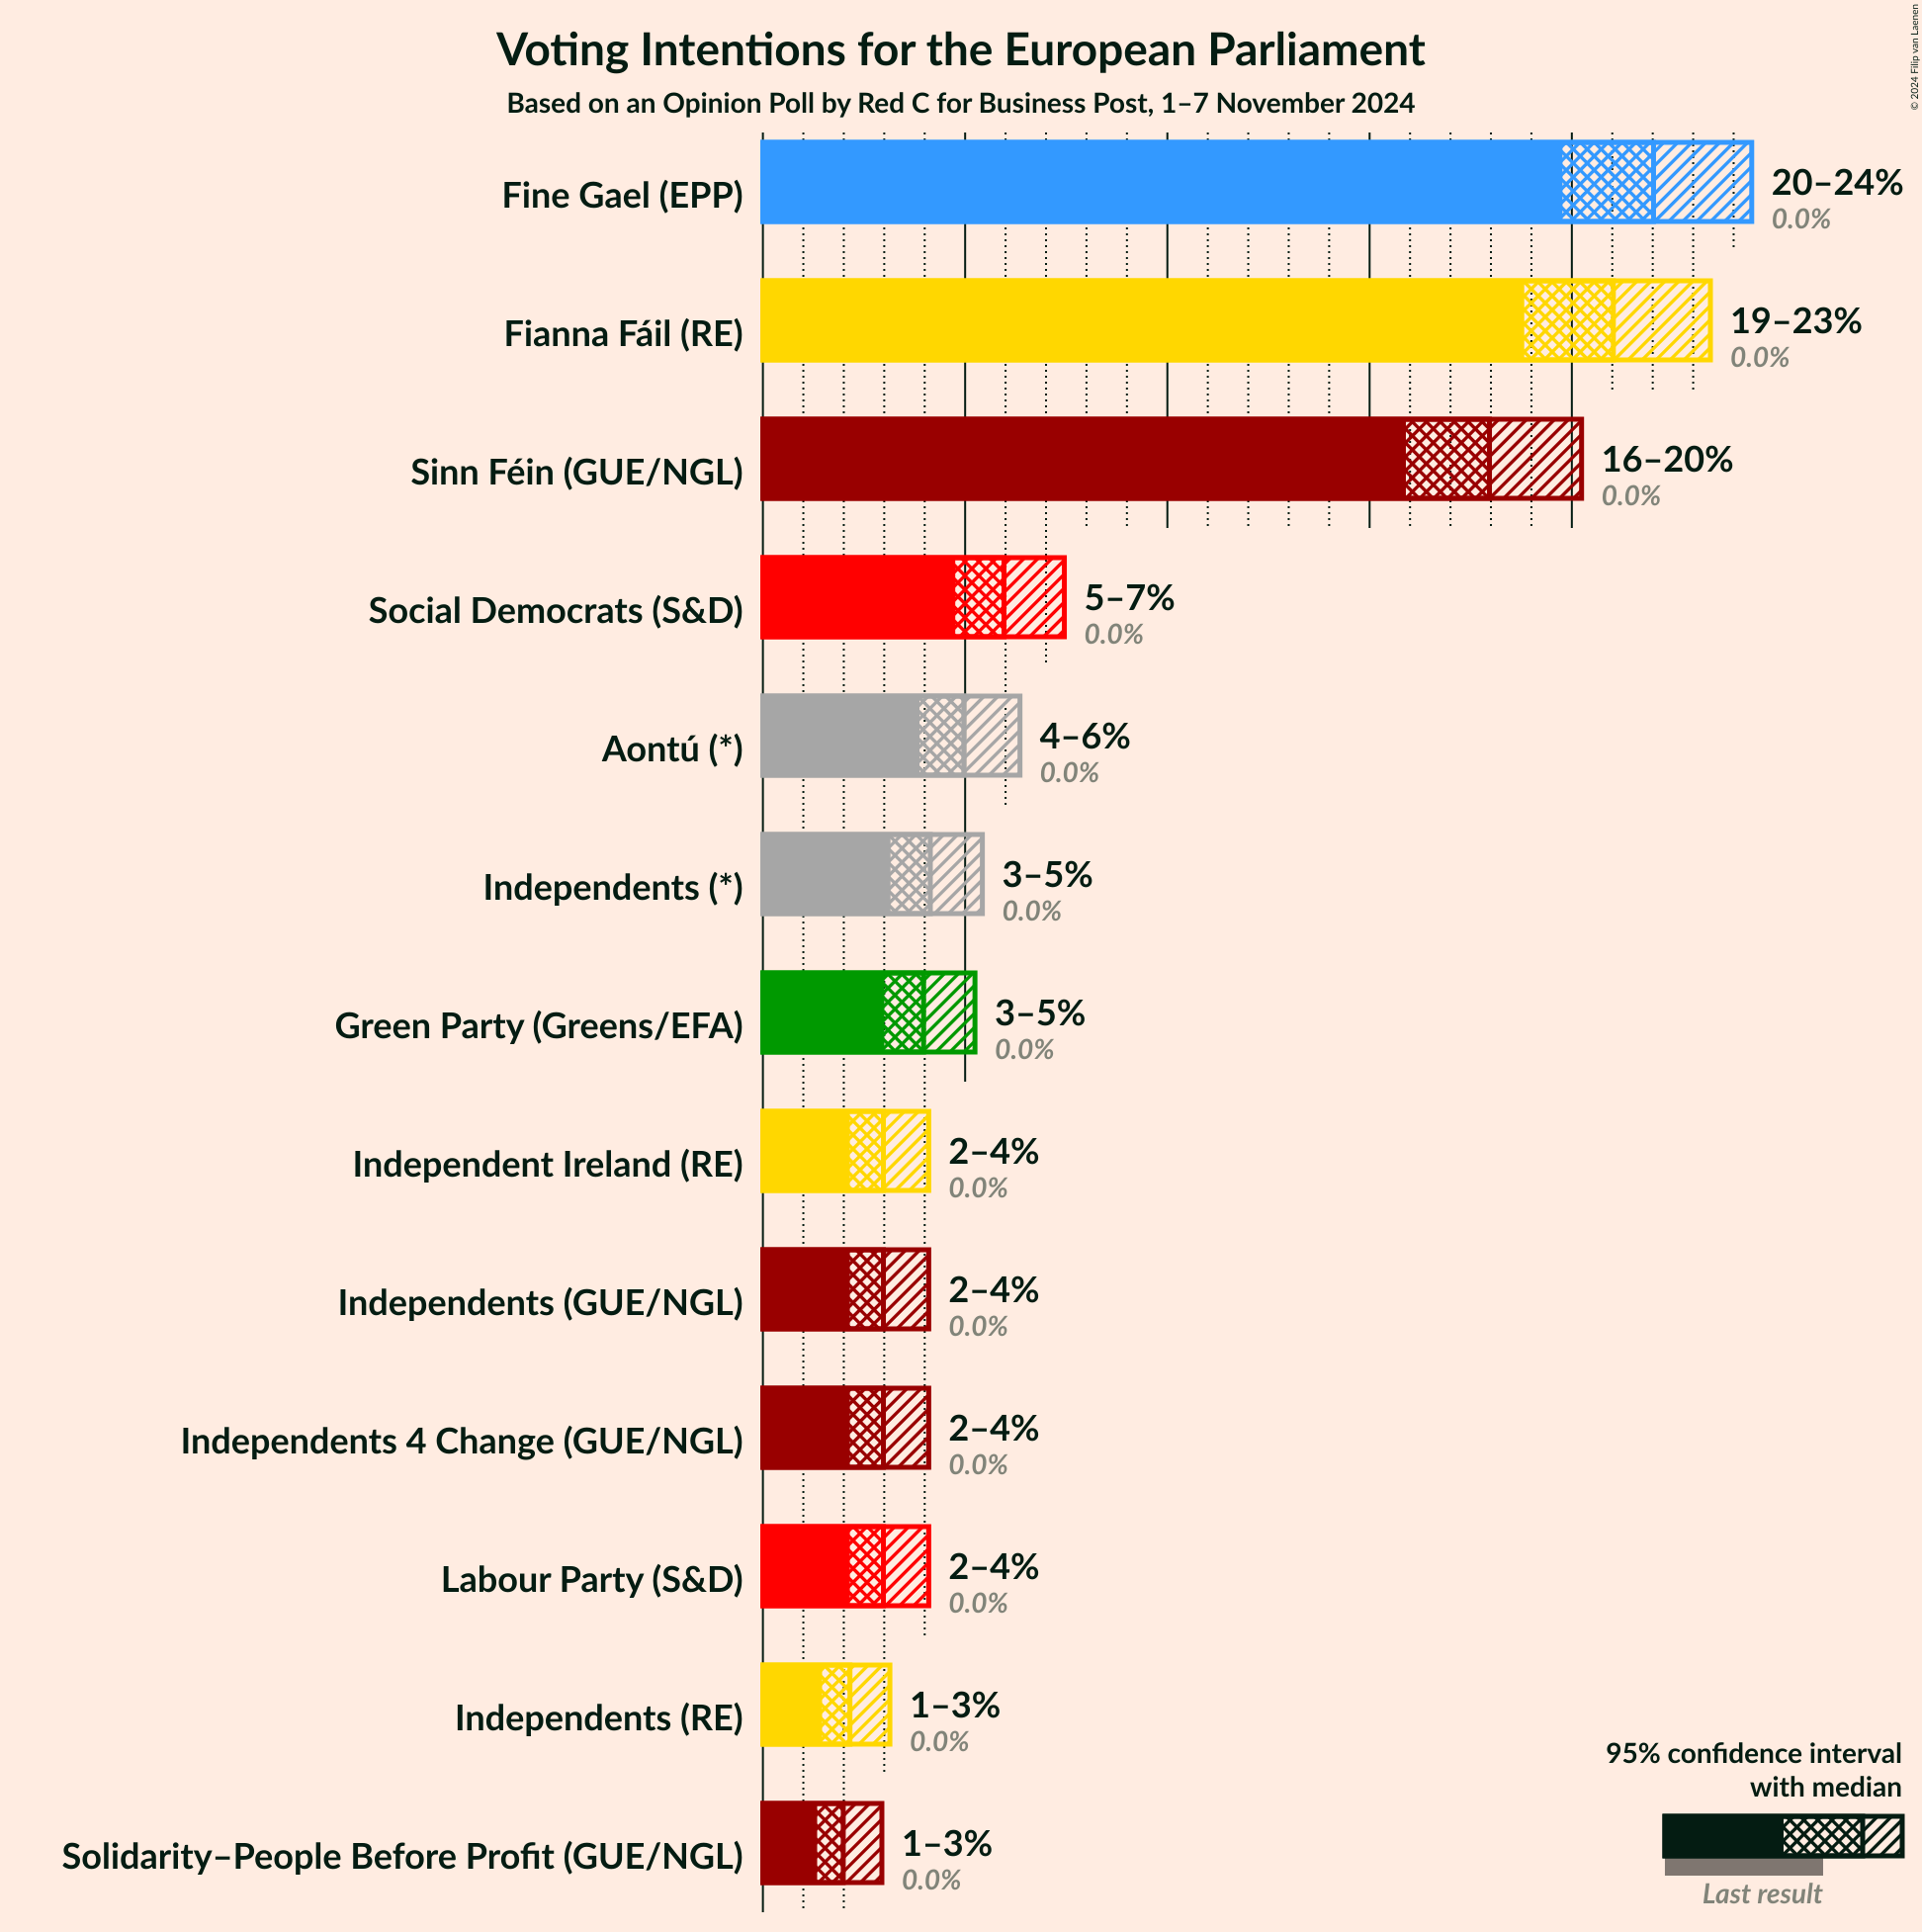 Voting Intentions for the European Parliament
Based on an Opinion Poll by Red C for Business Post, 1–7 November 2024
© 2024 Filip van Laenen
Fine Gael (EPP)
20–24%
0.0%
Fianna Fáil (RE)
19–23%
0.0%
Sinn Féin (GUE/NGL)
16–20%
0.0%
Social Democrats (S&D)
5–7%
0.0%
Aontú (*)
4–6%
0.0%
Independents (*)
3–5%
0.0%
Green Party (Greens/EFA)
3–5%
0.0%
Independent Ireland (RE)
2–4%
0.0%
Independents (GUE/NGL)
2–4%
0.0%
Independents 4 Change (GUE/NGL)
2–4%
0.0%
Labour Party (S&D)
2–4%
0.0%
Independents (RE)
1–3%
0.0%
Solidarity–People Before Profit (GUE/NGL)
1–3%
0.0%
95% confidence interval
with median
Last result